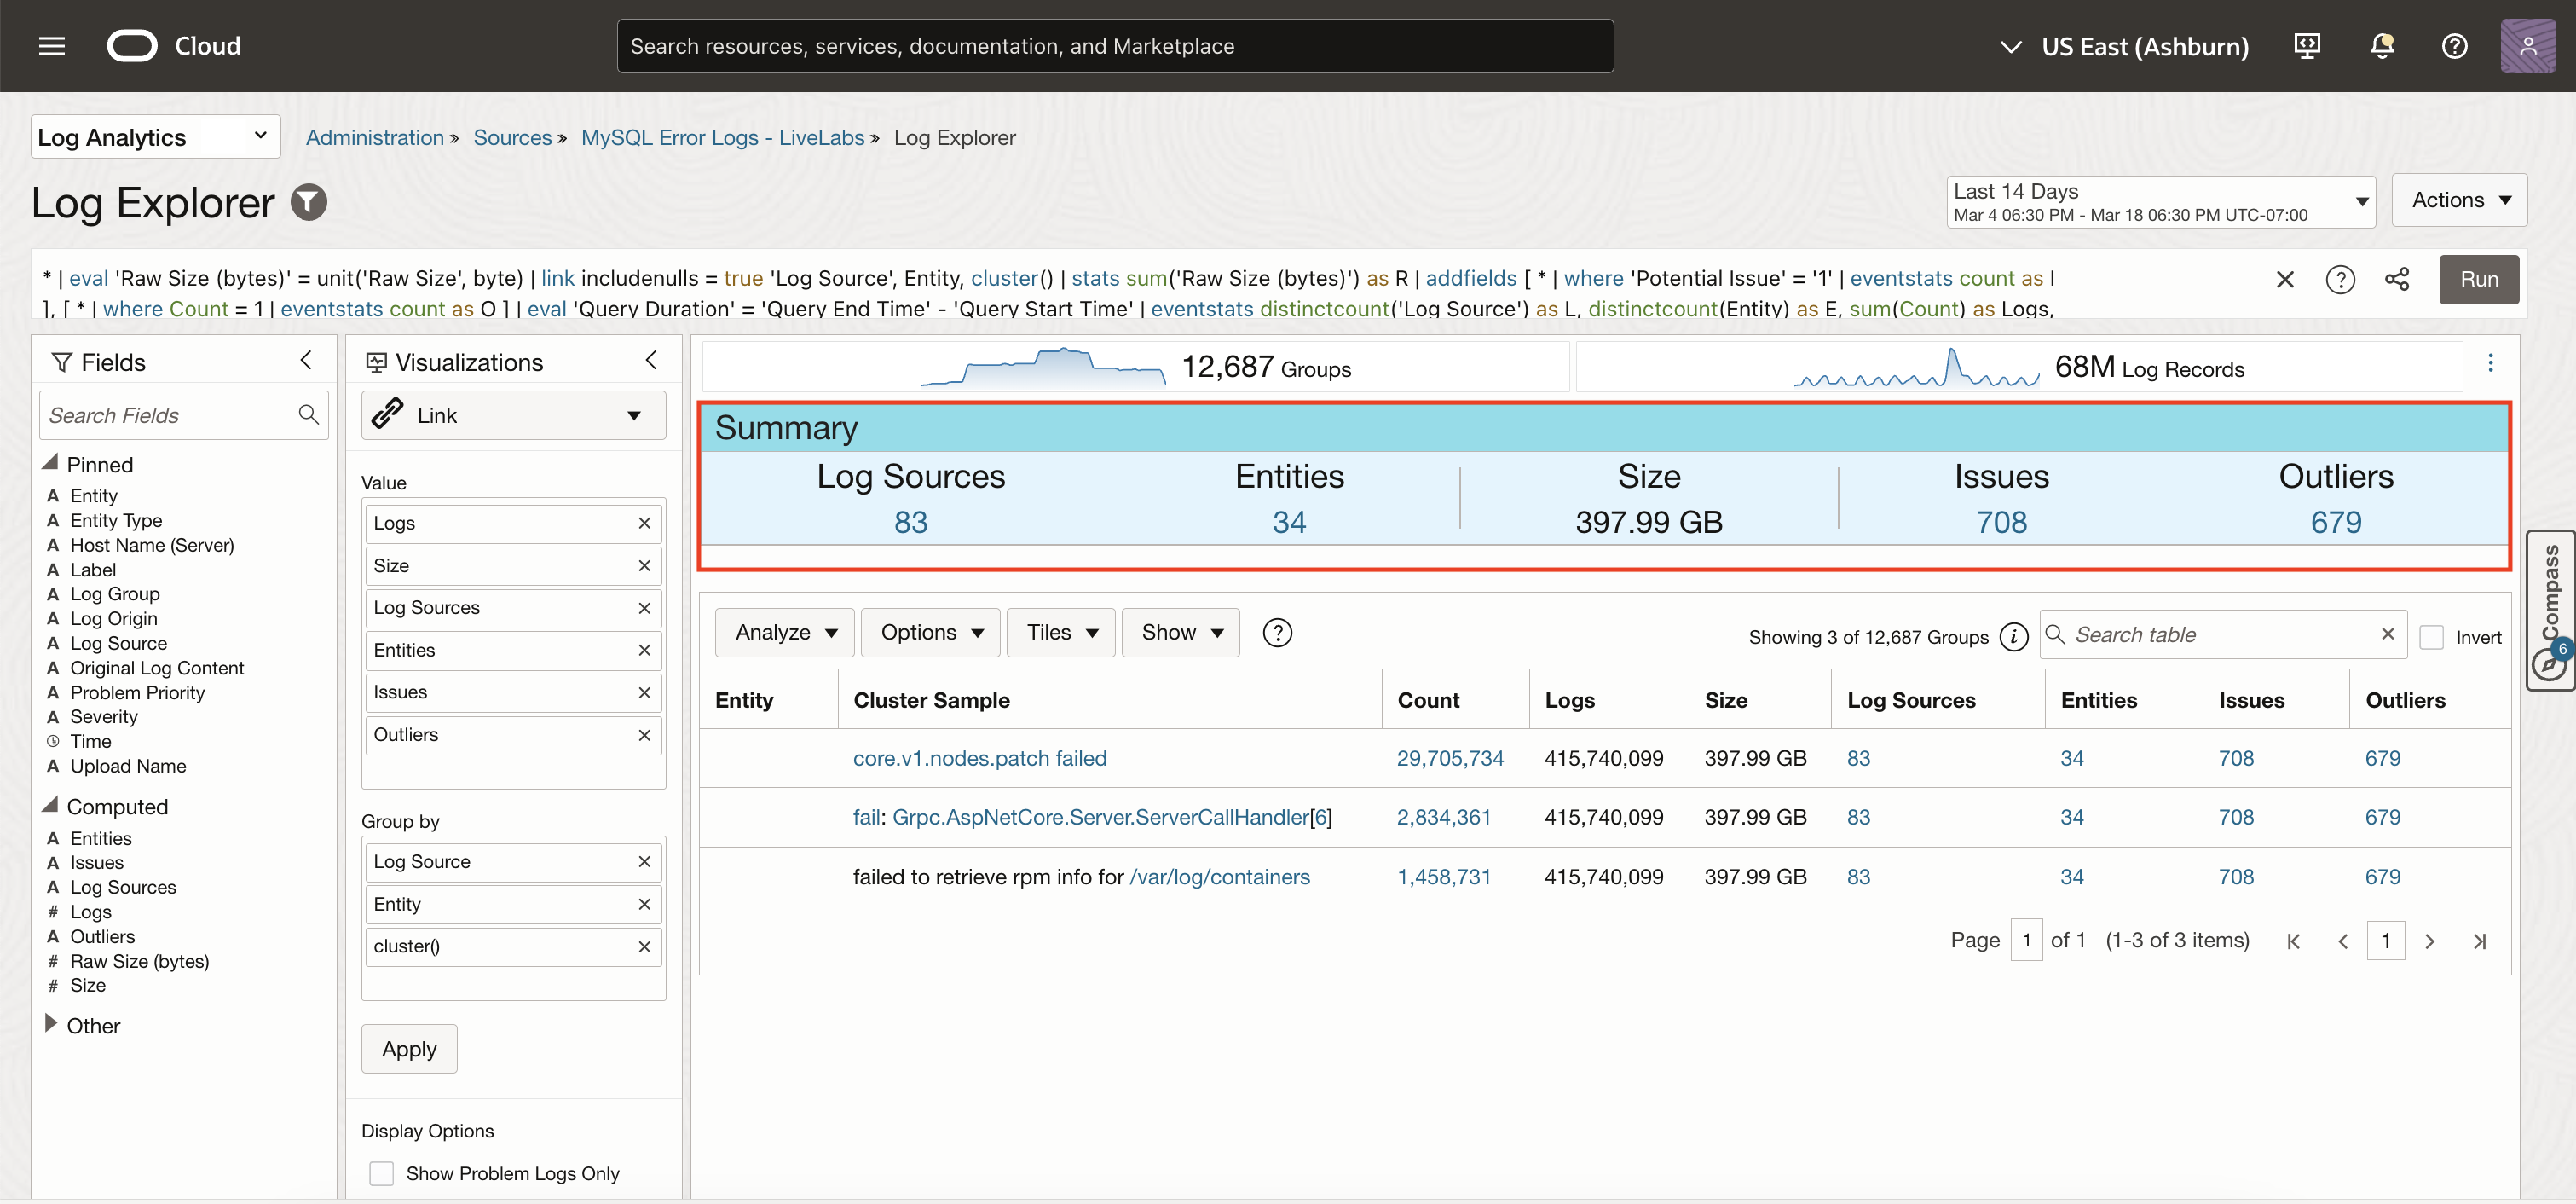 Cloud
Search resources, services, documentation, and Marketplace
US East (Ashburn)
Log Analytics
Administration » Sources » MySQL Error Logs - LiveLabs » Log Explorer
Log Explorer
Last 14 Days
Mar 4 06:30 PM - Mar 18 06:30 PM UTC-07:00
Actions
* | eval 'Raw Size (bytes)' = unit('Raw Size', byte) | link includenulls = true 'Log Source', Entity, cluster() | stats sum('Raw Size (bytes)') as R | addfields [ * | where 'Potential Issue' = '1' | eventstats count as I
], [ * | where Count = 1 | eventstats count as O ] | eval 'Query Duration' = 'Query End Time' - 'Query Start Time' | eventstats distinctcount('Log Source') as L, distinctcount(Entity) as E, sum(Count) as Logs,
Run
Fields
Search Fields
Pinned
A Entity
A Entity Type
A Host Name (Server)
A Label
A Log Group
A Log Origin
A Log Source
A Original Log Content
A Problem Priority
A Severity
Time
A Upload Name
Computed
A Entities
A Issues
A Log Sources
# Logs
A Outliers
# Raw Size (bytes)
# Size
Other
Visualizations
Link
Value
Logs
Size
Log Sources
Entities
Issues
Outliers
Group by
Log Source
Entity
cluster()
Apply
Display Options
Show Problem Logs Only
12,687 Groups
68M Log Records
Summary
Log Sources Entities Size Issues Outliers
83 34 397.99 GB 708 679
Analyze Options Tiles Show
Showing 3 of 12,687 Groups
Search table
Invert
Entity Cluster Sample Count Logs Size Log Sources Entities Issues Outliers
core.v1.nodes.patch failed 29,705,734 415,740,099 397.99 GB 83 34 708 679
fail: Grpc.AspNetCore.Server.ServerCallHandler[6] 2,834,361 415,740,099 397.99 GB 83 34 708 679
failed to retrieve rpm info for /var/log/containers 1,458,731 415,740,099 397.99 GB 83 34 708 679
Page 1 of 1 (1-3 of 3 items) 1
Compass
6